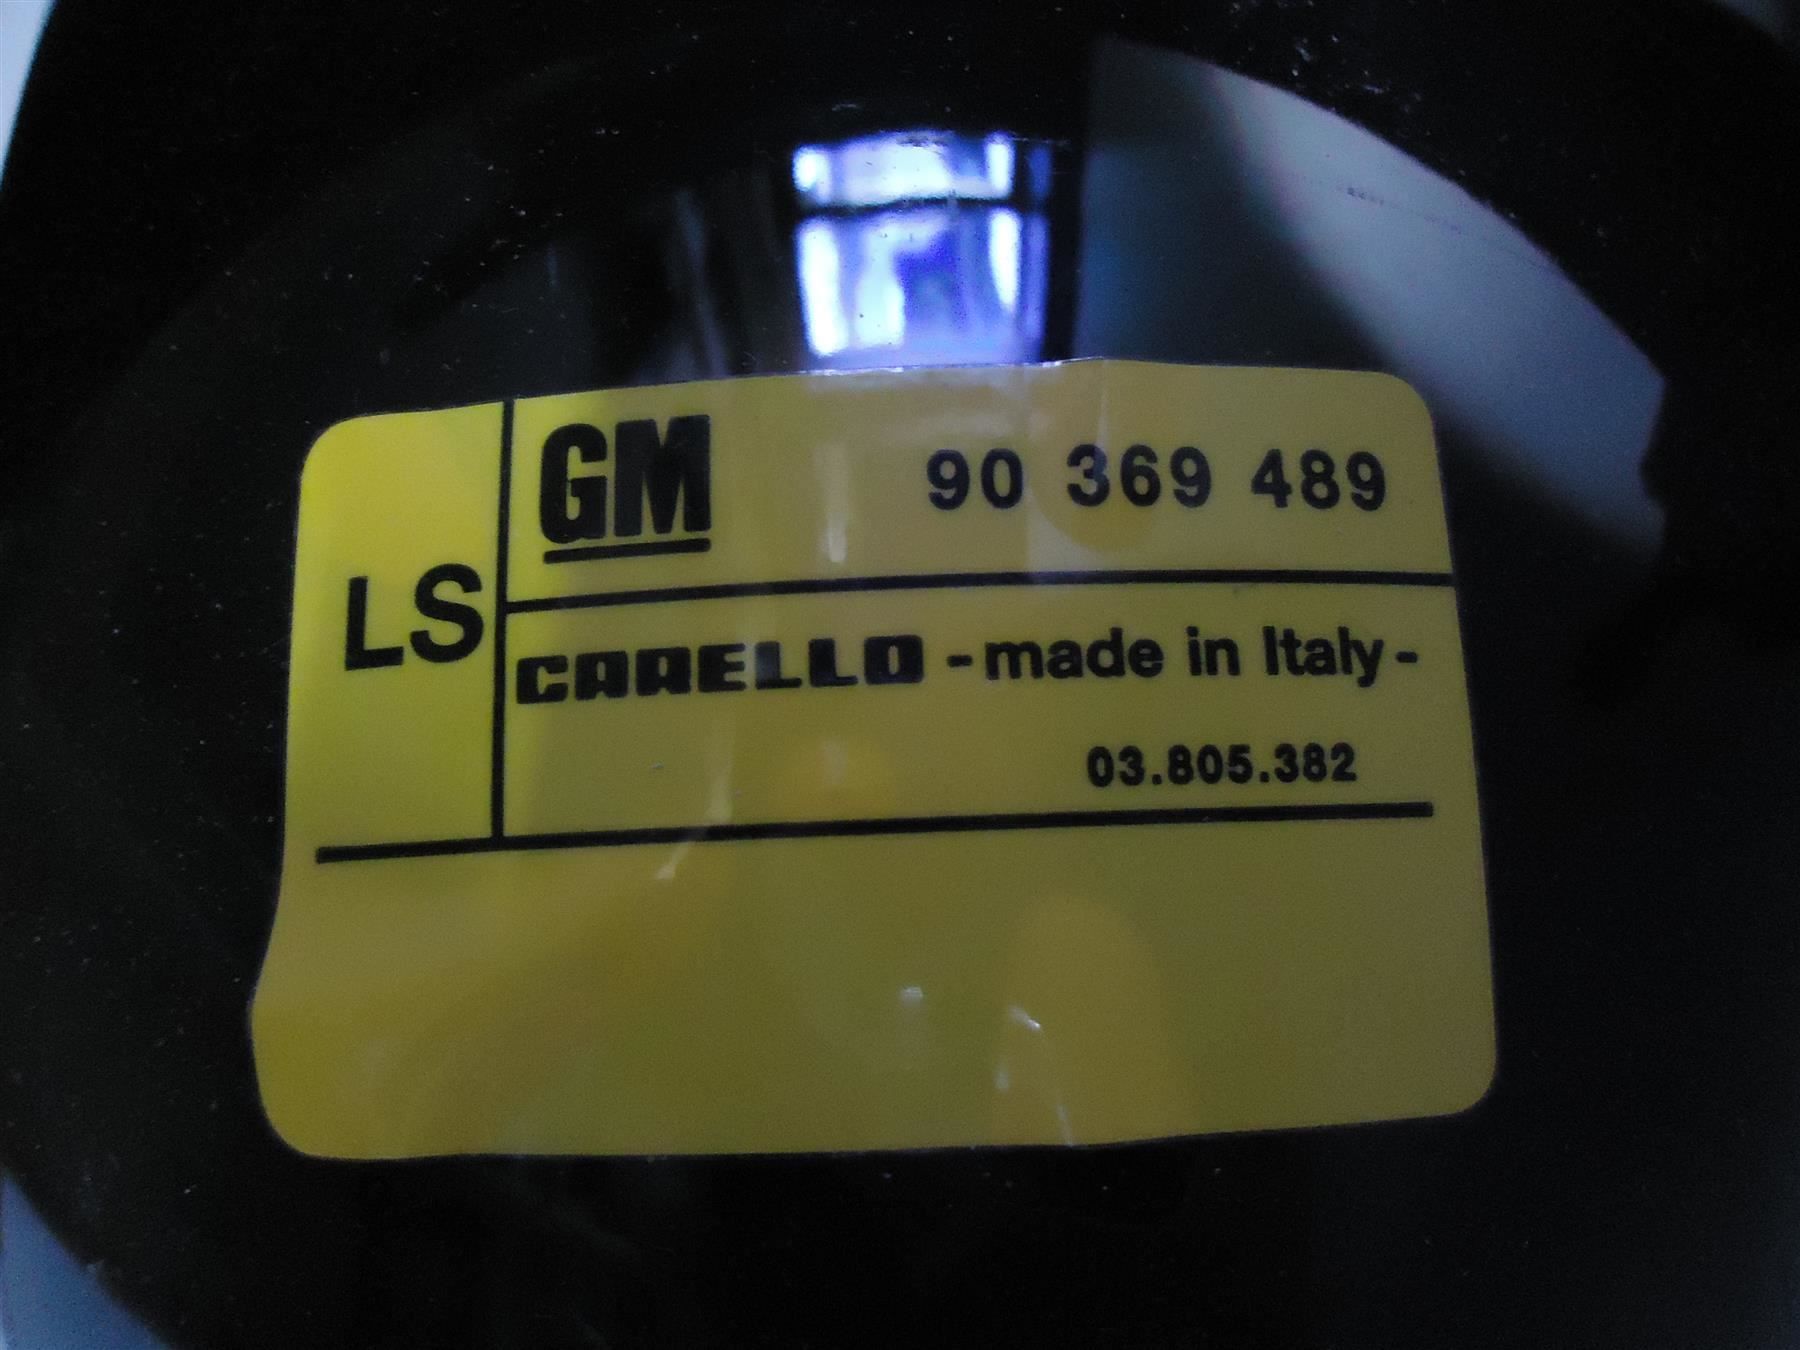 LS
GM 90 369 489
CARELLO -made in Italy-
03.805.382